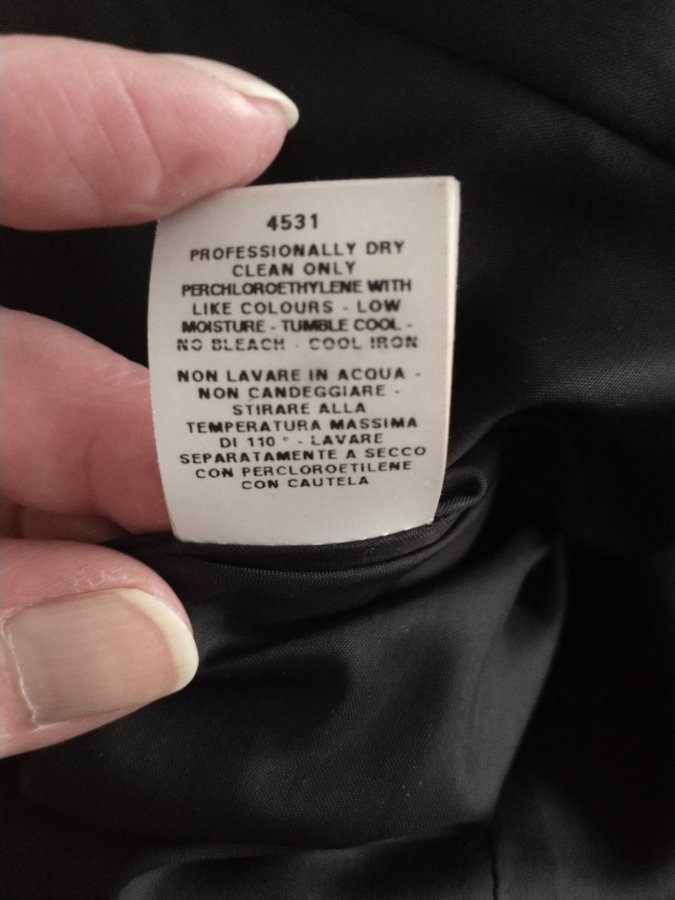 4531
PROFESSIONALLY DRY
CLEAN ONLY
PERCHLOROETHYLENE WITH
LIKE COLOURS - LOW
MOISTURE - TUMBLE COOL -
NO BLEACH - COOL IRON
NON LAVARE IN ACQUA -
NON CANDEGGIARE -
STIRARE ALLA
TEMPERATURA MASSIMA
DI 110 ° - LAVARE
SEPARATAMENTE A SECCO
CON PERCLOROETILENE
CON CAUTELA